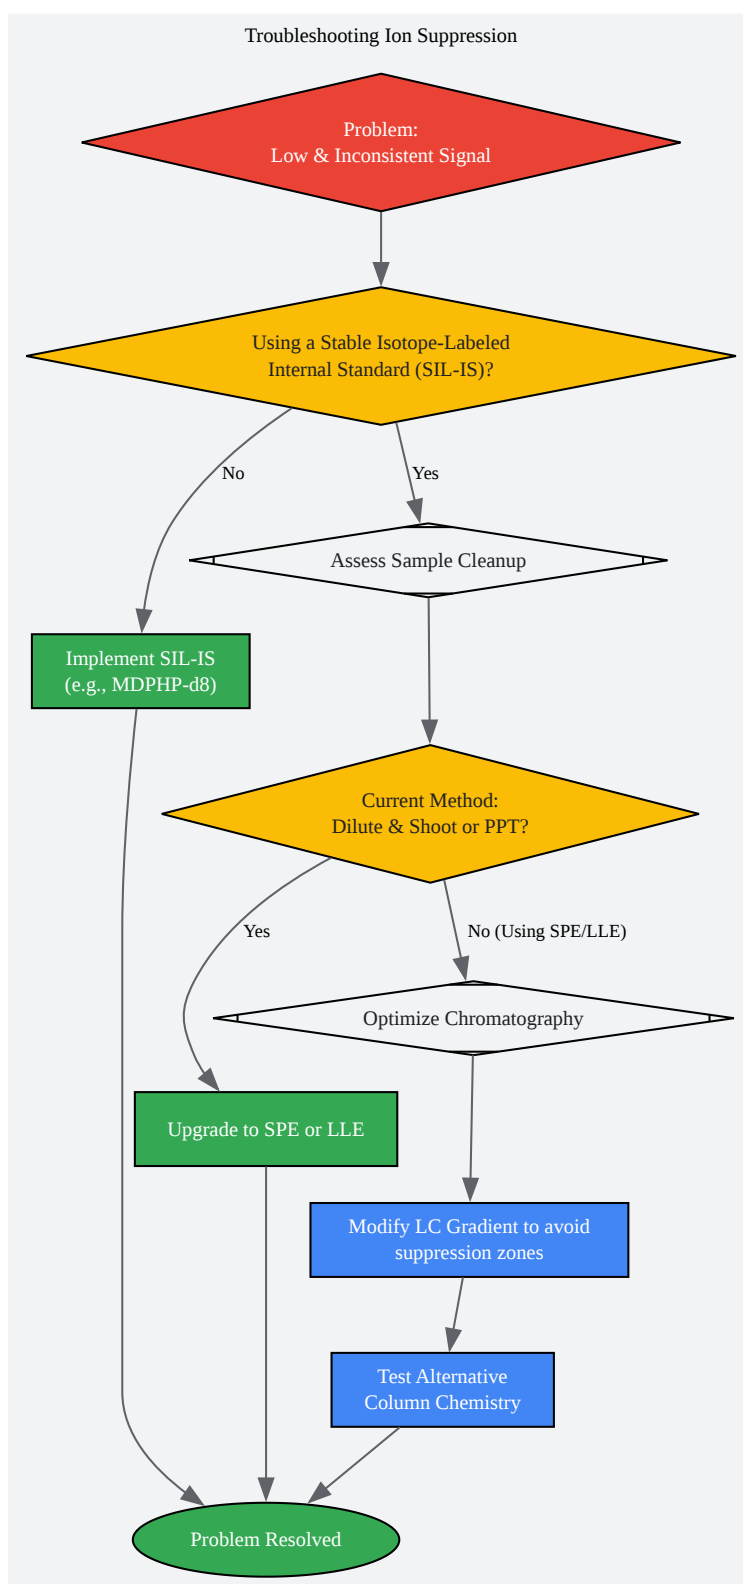 Troubleshooting Ion Suppression
Problem:
Low & Inconsistent Signal
Using a Stable Isotope-Labeled
Internal Standard (SIL-IS)?
No
Yes
Assess Sample Cleanup
Implement SIL-IS
(e.g., MDPHP-d8)
Current Method:
Dilute & Shoot or PPT?
Yes
No (Using SPE/LLE)
Optimize Chromatography
Upgrade to SPE or LLE
Modify LC Gradient to avoid
suppression zones
Test Alternative
Column Chemistry
Problem Resolved